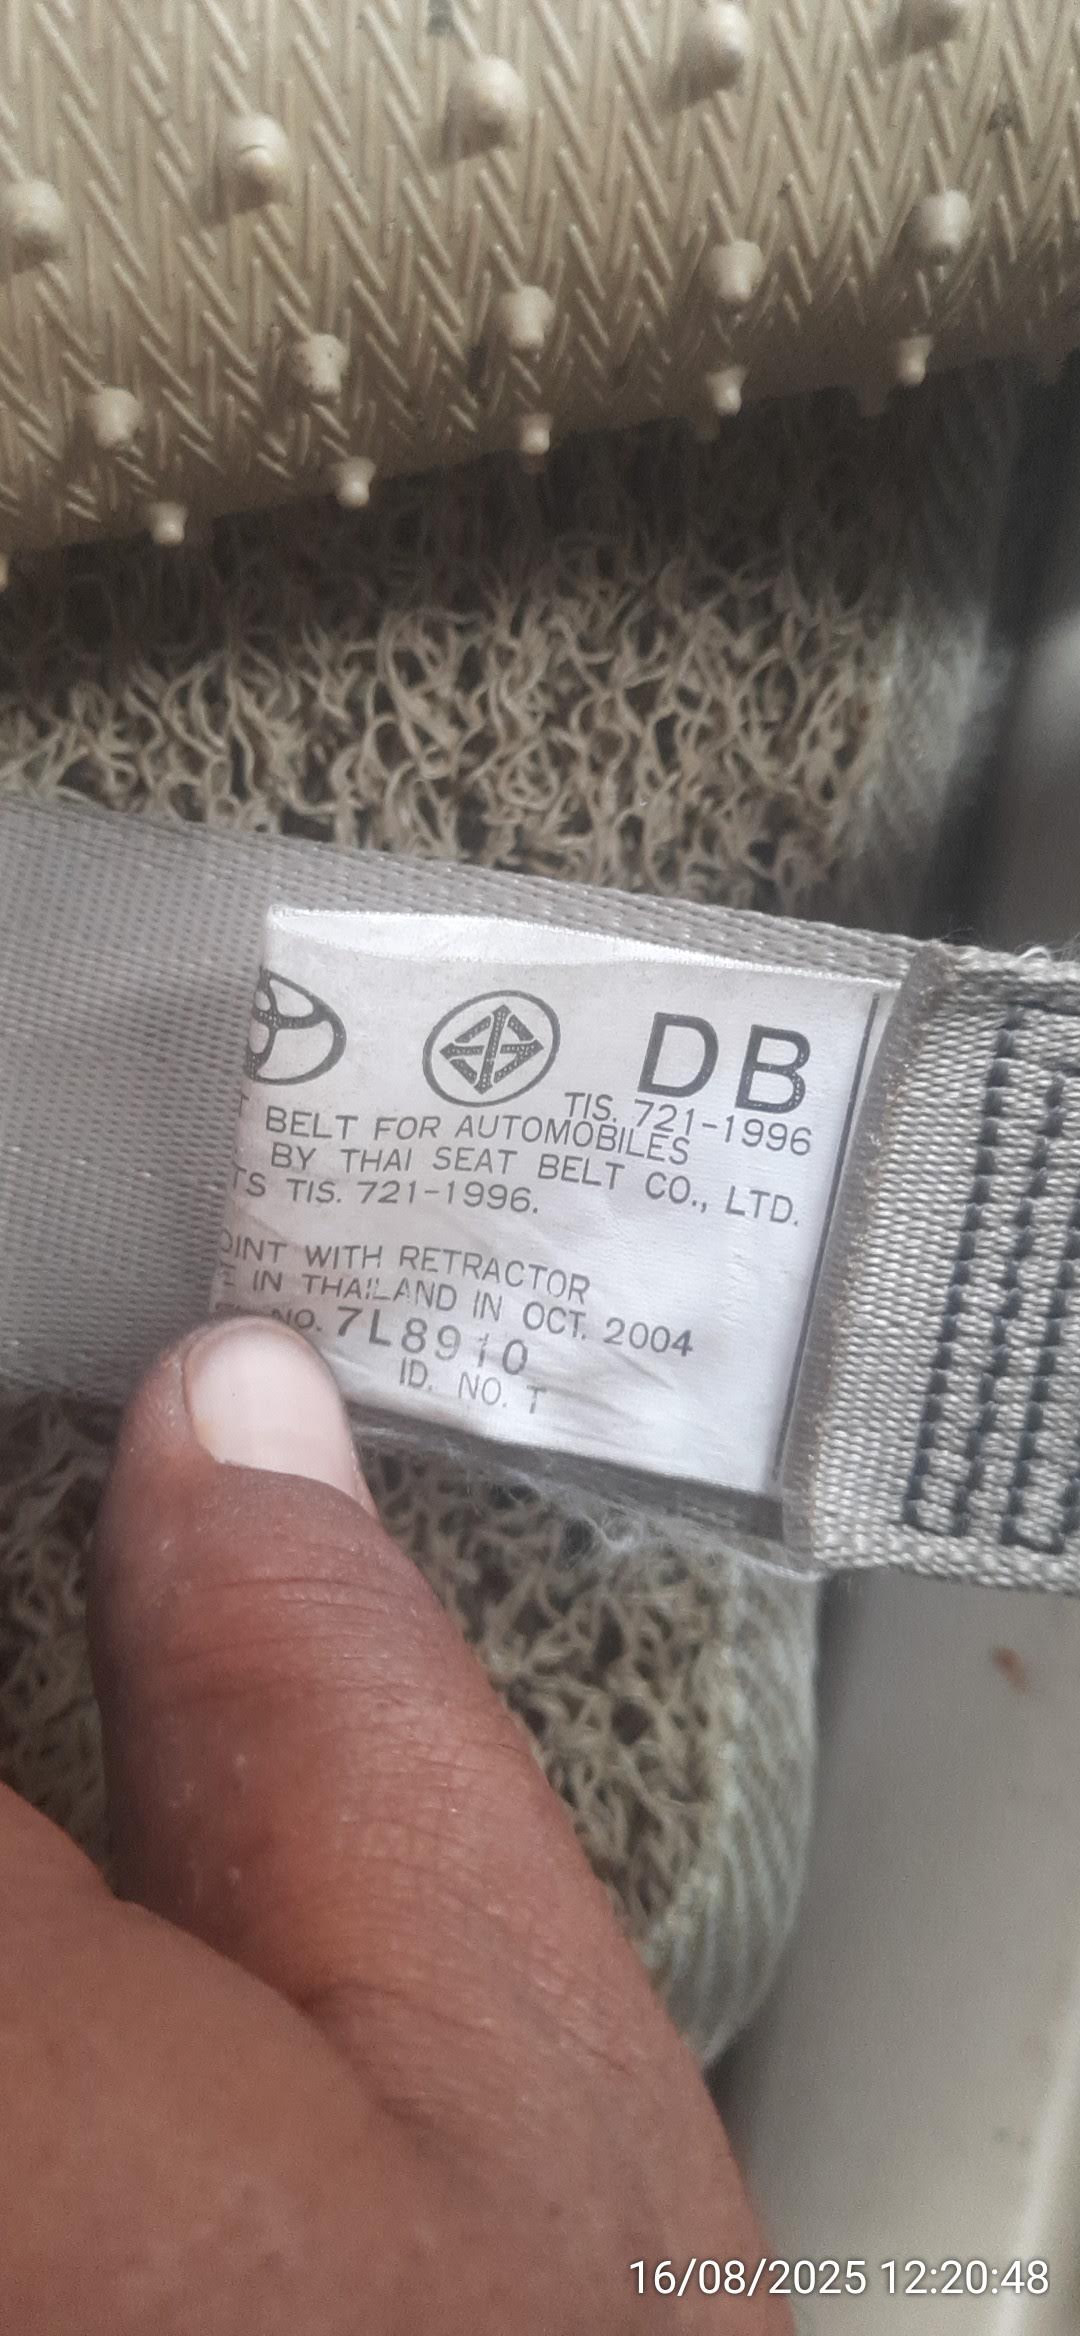 DB
TIS. 721-1996
BELT FOR AUTOMOBILES
BY THAI SEAT BELT CO., LTD.
TS TIS. 721-1996.
OINT WITH RETRACTOR
IN THAILAND IN OCT. 2004
NO. 7L8910
ID. NO. T
16/08/2025 12:20:48